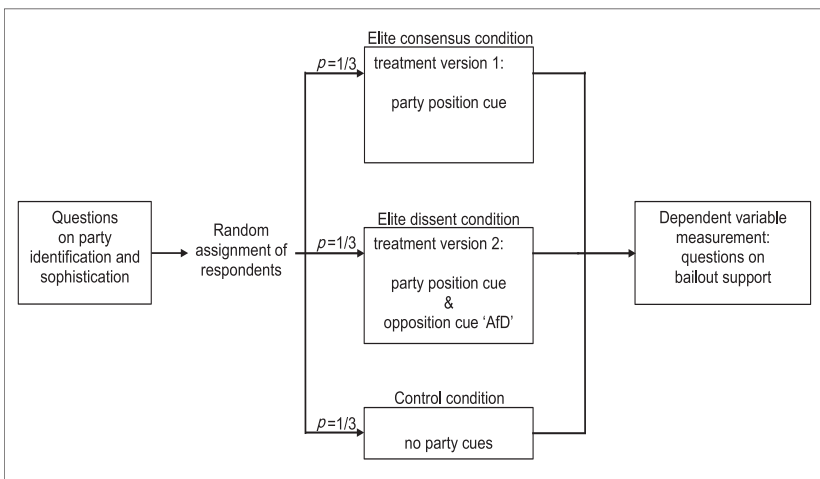 Elite consensus condition
p=1/3
treatment version 1:
party position cue
Questions
on party
identification and
sophistication
Random
assignment of
respondents
Elite dissent condition
p=1/3
treatment version 2:
party position cue
&
opposition cue ‘AfD’
Dependent variable
measurement:
questions on
bailout support
Control condition
p=1/3
no party cues